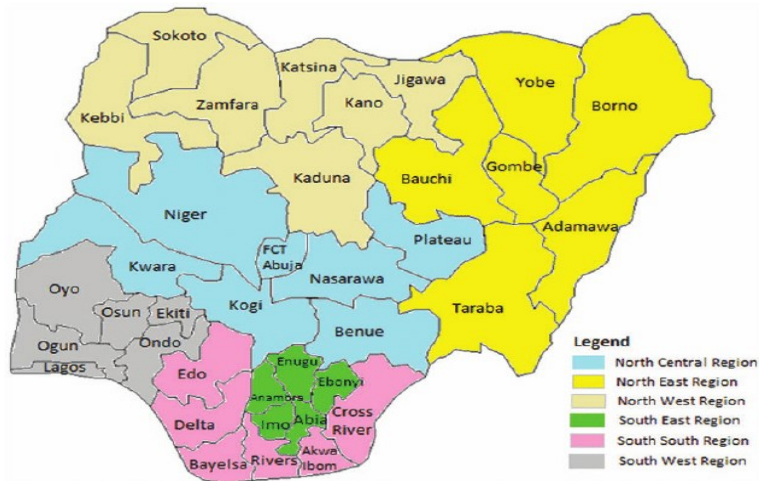 Sokoto
Katsina
Jigawa
Yobe
Borno
Kebbi
Zamfara
Kano
Kaduna
Bauchi
Gombe
Niger
Adamawa
Plateau
FCT
Abuja
Kwara
Nasarawa
Oyo
Kogi
Taraba
Osun
Ekiti
Benue
Ogun
Ondo
Lagos
Edo
Enugu
Ebonyi
Anambra
Delta
Imo
Abia
Cross
River
Bayelsa
Rivers
Akwa
Ibom
Legend
North Central Region
North East Region
North West Region
South East Region
South South Region
South West Region